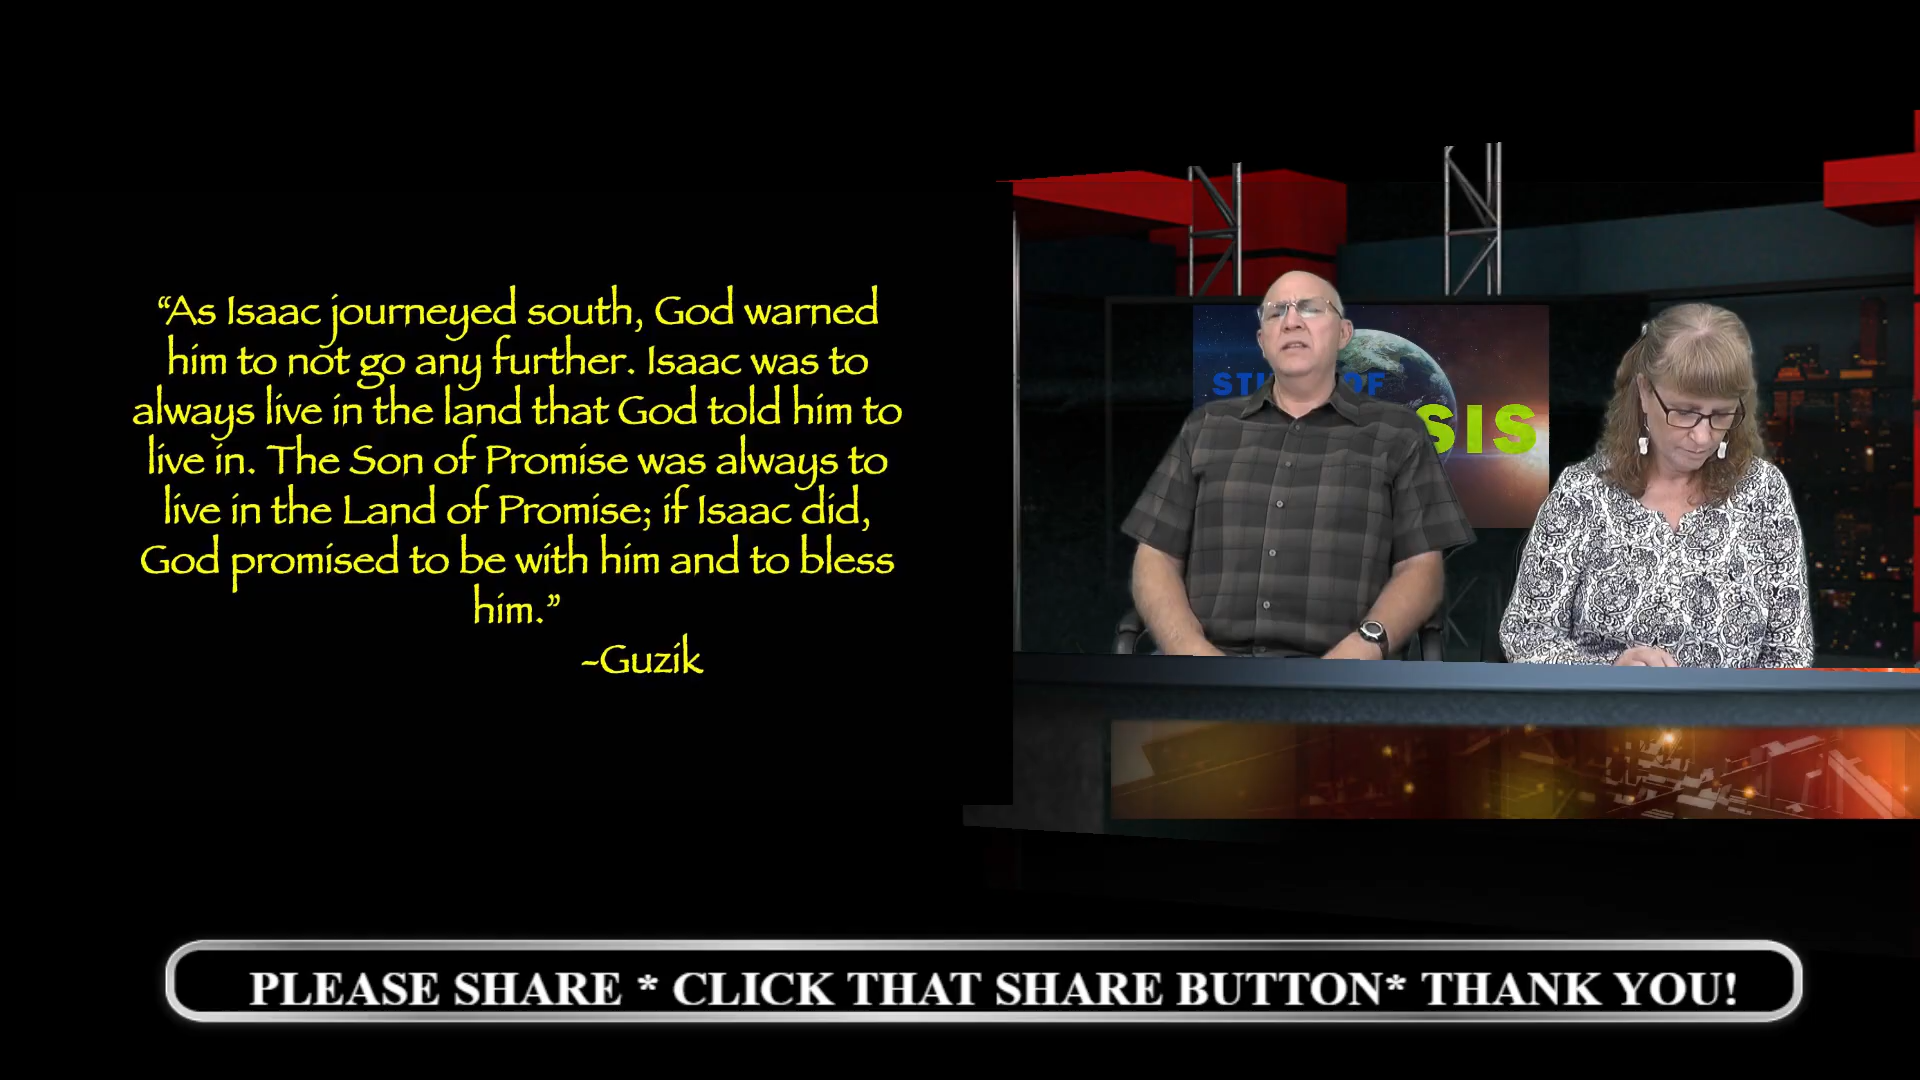 “As Isaac journeyed south, God warned
him to not go any further. Isaac was to
always live in the land that God told him to
live in. The Son of Promise was always to
live in the Land of Promise; if Isaac did,
God promised to be with him and to bless
him.”
-Guzik
OF
SIS
PLEASE SHARE * CLICK THAT SHARE BUTTON* THANK YOU!